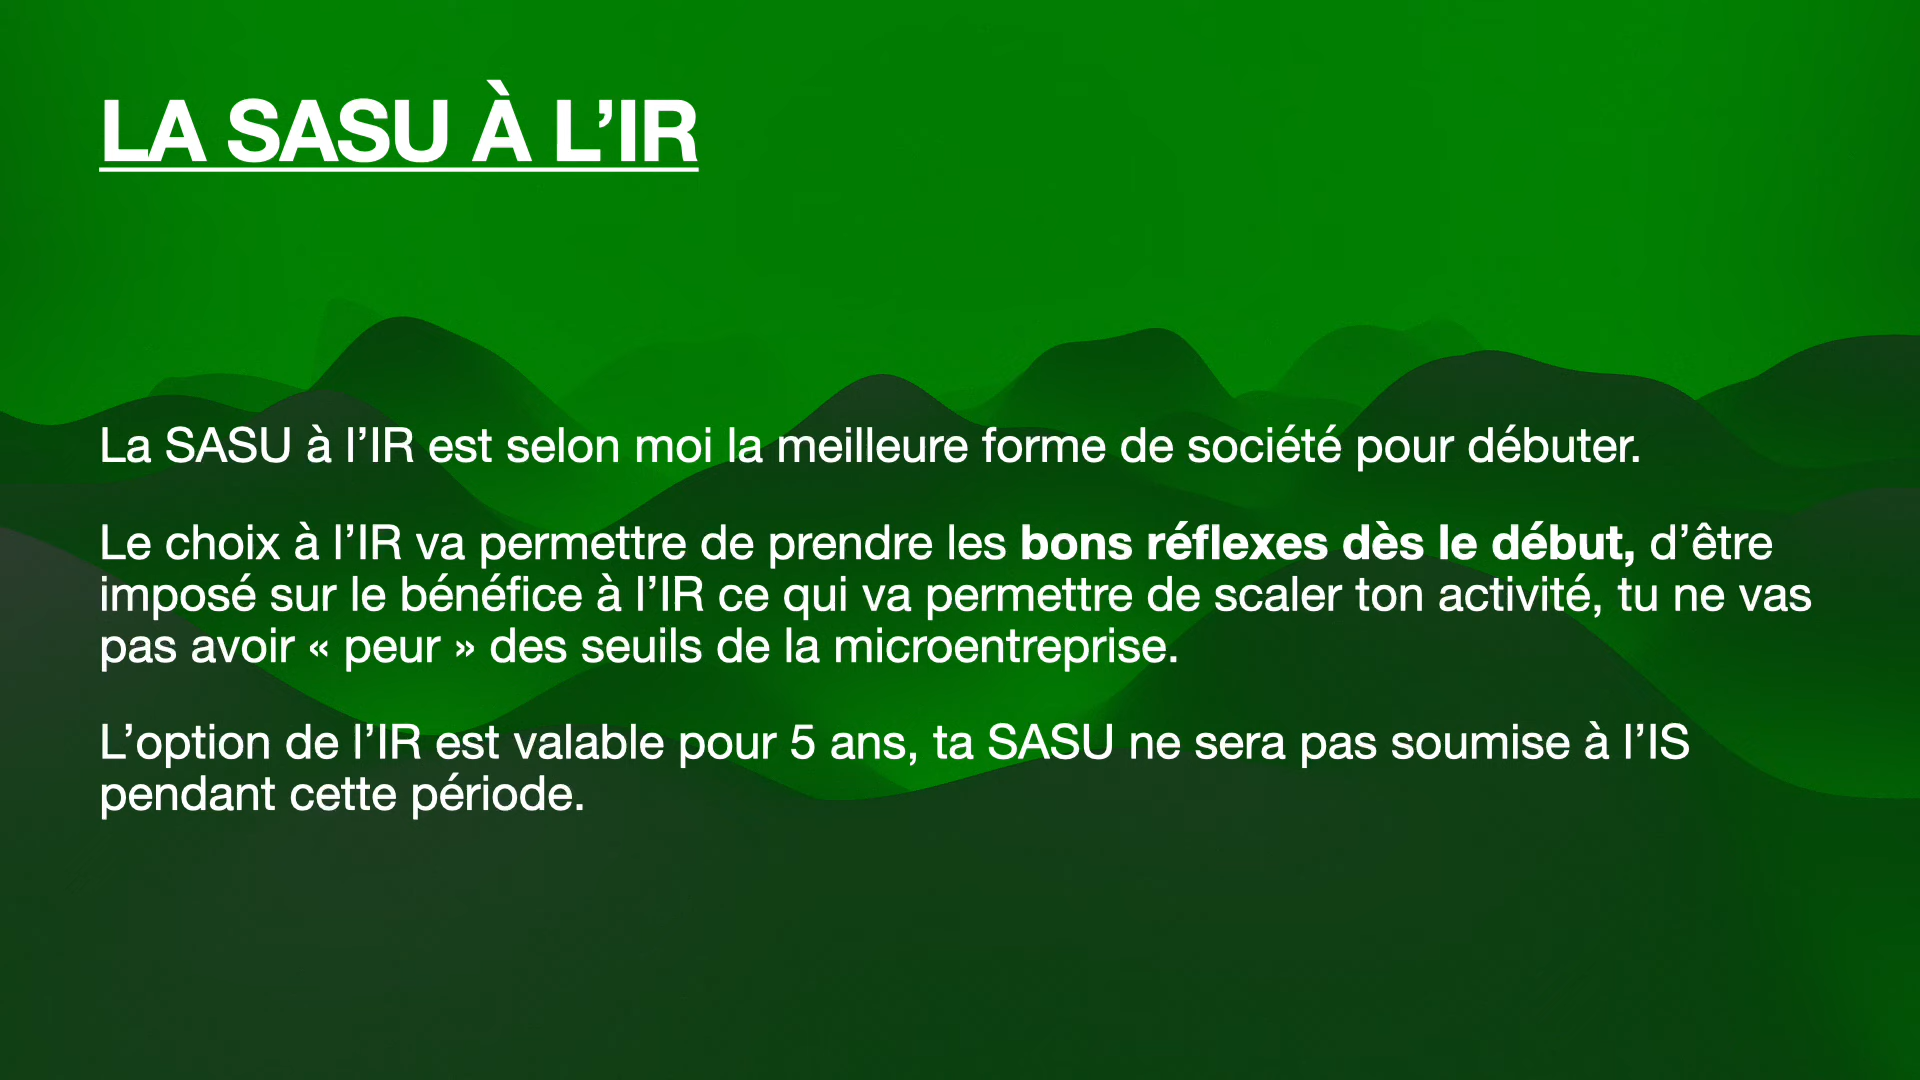 LA SASU À L’IR
La SASU à l’IR est selon moi la meilleure forme de société pour débuter.
Le choix à l’IR va permettre de prendre les bons réflexes dès le début, d’être
imposé sur le bénéfice à l’IR ce qui va permettre de scaler ton activité, tu ne vas
pas avoir « peur » des seuils de la microentreprise.
L’option de l’IR est valable pour 5 ans, ta SASU ne sera pas soumise à l’IS
pendant cette période.